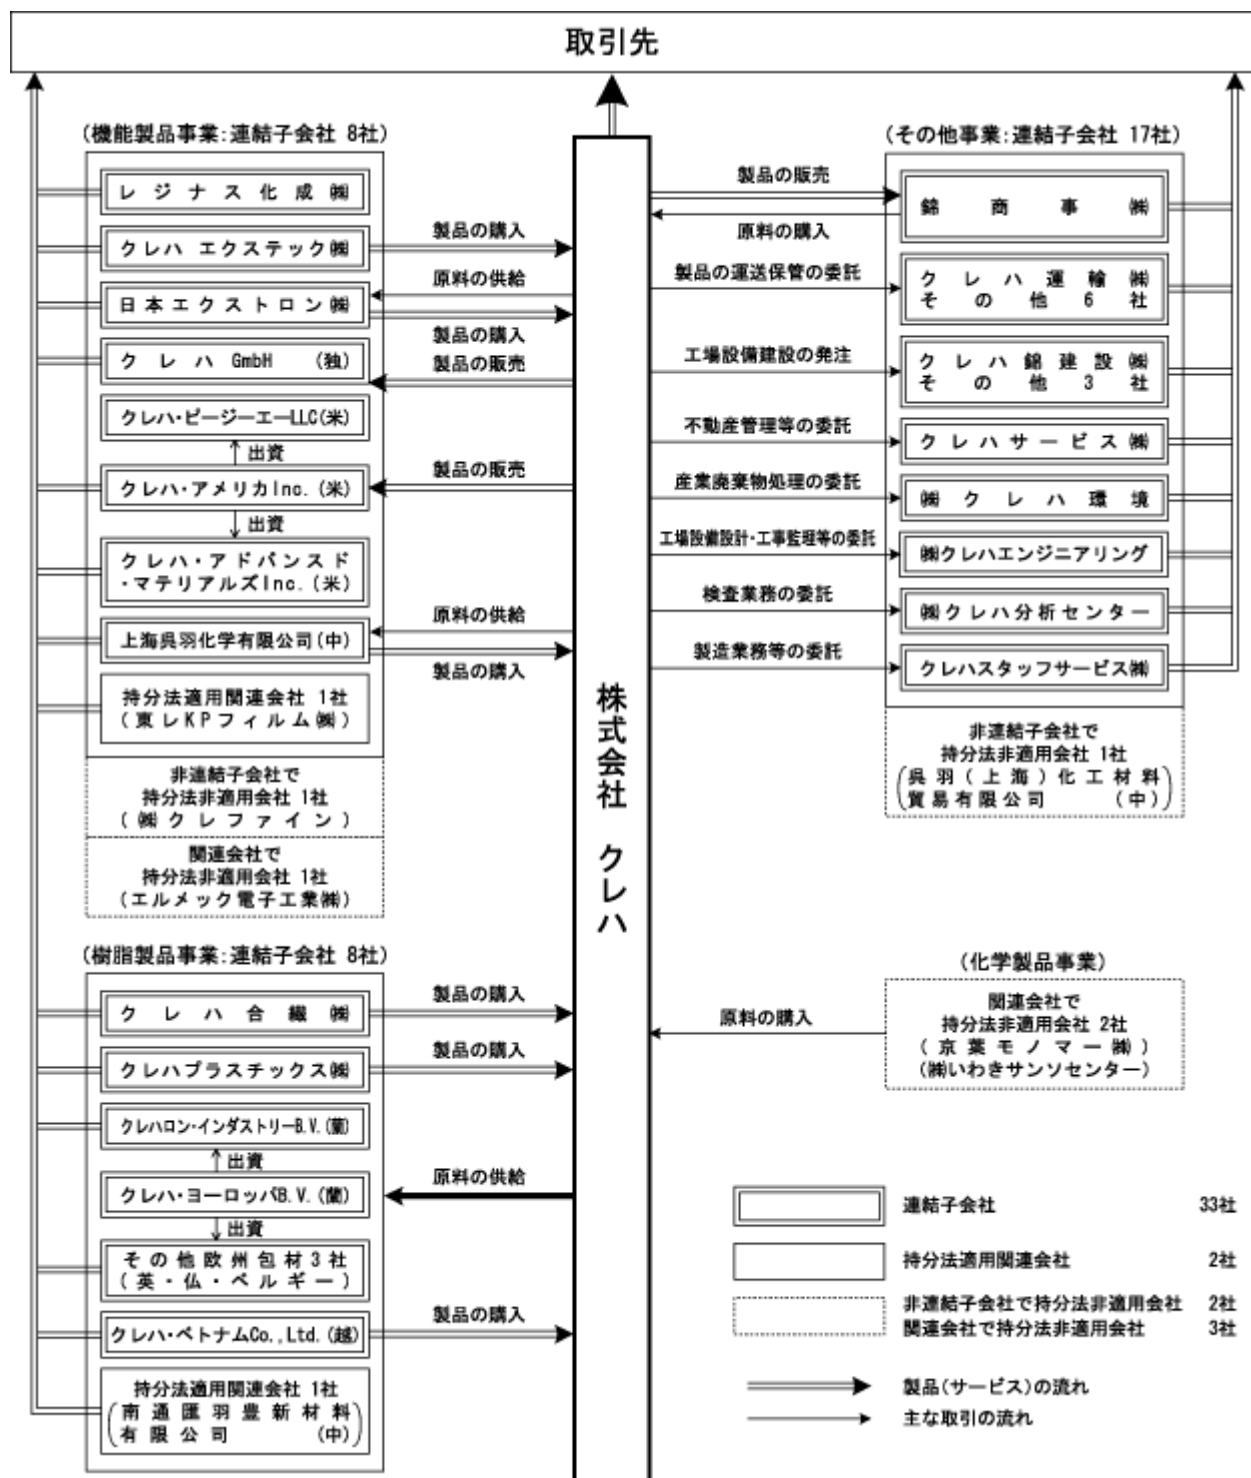 取引先
(機能製品事業:連結子会社 8社)
レジナス化成㈱
クレハ エクステック㈱
製品の購入
原料の供給
日本エクストロン㈱
製品の購入
製品の販売
クレハ GmbH (独)
クレハ・ピージーエーLLC(米)
出資
クレハ・アメリカInc.(米)
製品の販売
出資
クレハ・アドバンスド
・マテリアルズInc.(米)
原料の供給
上海呉羽化学有限公司(中)
製品の購入
持分法適用関連会社 1社
(東レKPフィルム㈱)
非連結子会社で
持分法非適用会社 1社
(㈱クレファイン)
関連会社で
持分法非適用会社 1社
(エルメック電子工業㈱)
(樹脂製品事業:連結子会社 8社)
クレハ合繊㈱
製品の購入
クレハプラスチックス㈱
製品の購入
クレハロン・インダストリーB.V.(蘭)
出資
クレハ・ヨーロッパB.V.(蘭)
原料の供給
出資
その他欧州包材3社
(英・仏・ベルギー)
クレハ・ベトナムCo.,Ltd.(越)
製品の購入
持分法適用関連会社 1社
(南通匯羽豊新材料
有限公司 (中))
株式会社 クレハ
(その他事業:連結子会社 17社)
製品の販売
錦商事㈱
原料の購入
製品の運送保管の委託
クレハ運輸㈱
その他6社
工場設備建設の発注
クレハ錦建設㈱
その他3社
不動産管理等の委託
クレハサービス㈱
産業廃棄物処理の委託
㈱クレハ環境
工場設備設計・工事監理等の委託
㈱クレハエンジニアリング
検査業務の委託
㈱クレハ分析センター
製造業務等の委託
クレハスタッフサービス㈱
非連結子会社で
持分法非適用会社 1社
(呉羽(上海)化工材料
貿易有限公司 (中))
(化学製品事業)
原料の購入
関連会社で
持分法非適用会社 2社
(京葉モノマー㈱)
(㈱いわきサンソセンター)
連結子会社 33社
持分法適用関連会社 2社
非連結子会社で持分法非適用会社 2社
関連会社で持分法非適用会社 3社
製品(サービス)の流れ
主な取引の流れ